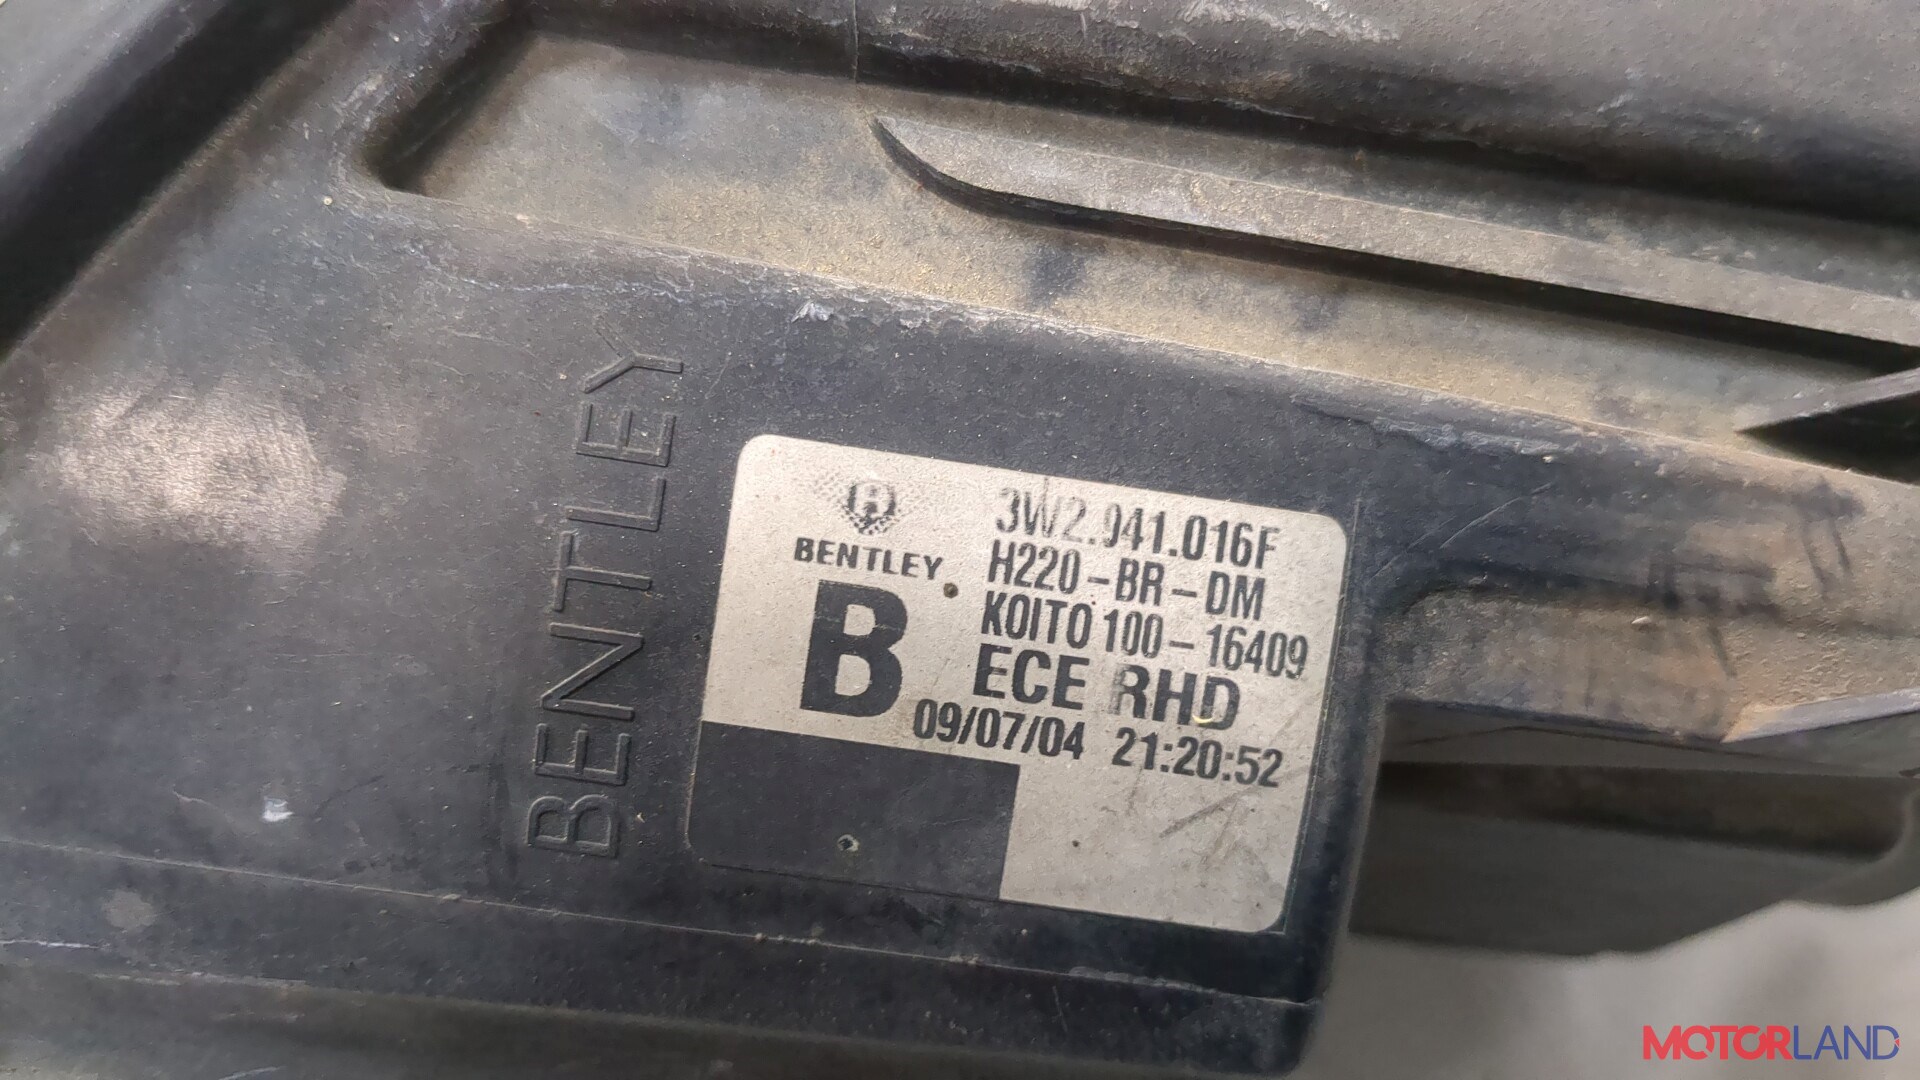 BENTLEY
B
BENTLEY
B
3W2.941.016F
H220-BR-DM
KOITO 100-16409
ECE RHD
09/07/04 21:20:52
MOTORLAND